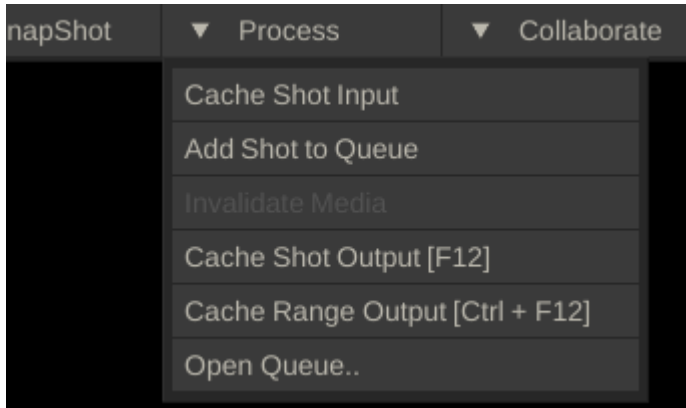 napShot ▼ Process ▼ Collaborate
Cache Shot Input
Add Shot to Queue
Invalidate Media
Cache Shot Output [F12]
Cache Range Output [Ctrl + F12]
Open Queue..